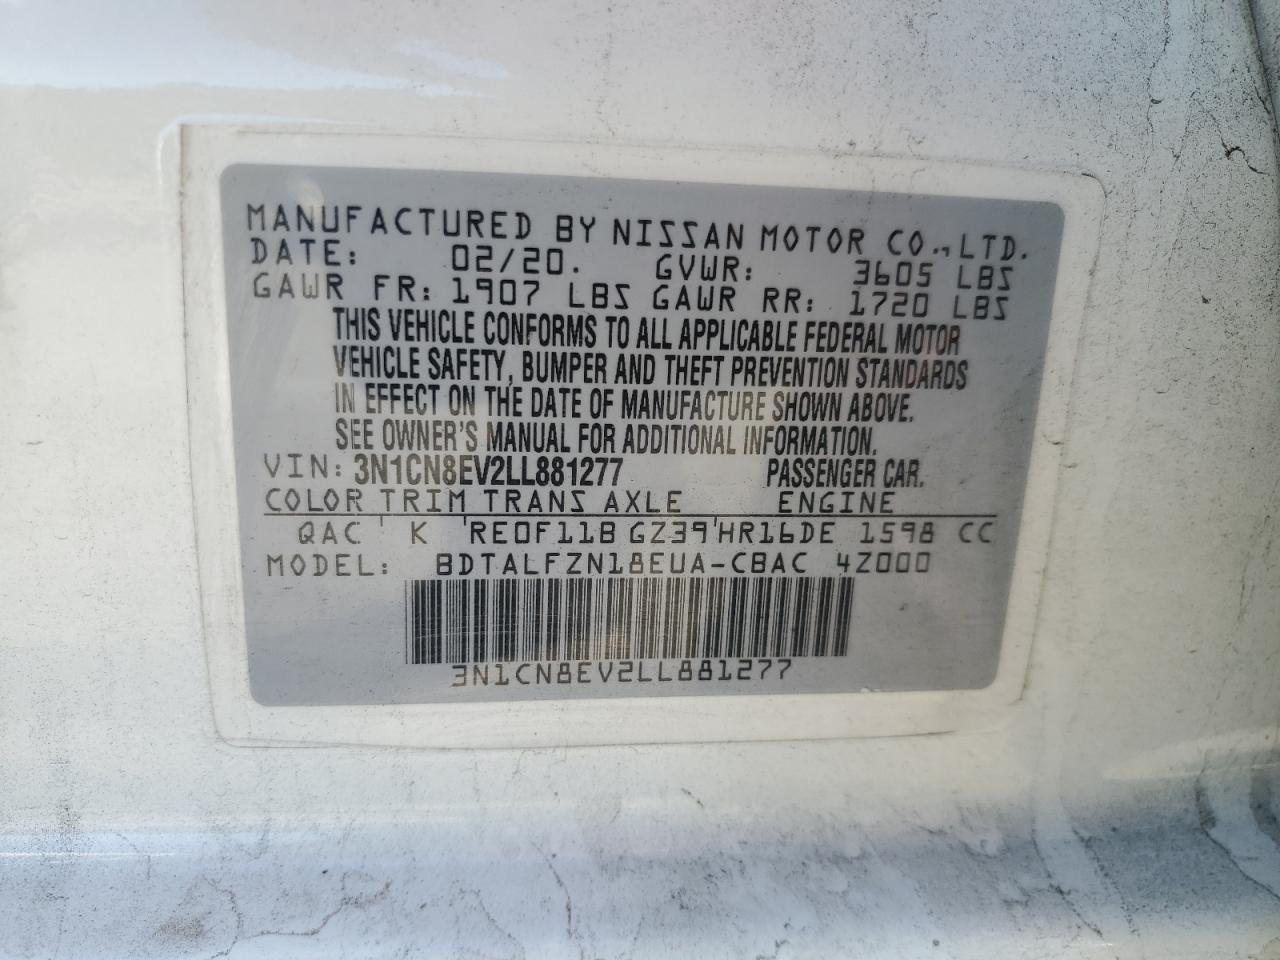 MANUFACTURED BY NISSAN MOTOR CO., LTD.
DATE: 02/20. GVWR: 3605 LBS
GAWR FR: 1907 LBS GAWR RR: 1720 LBS
THIS VEHICLE CONFORMS TO ALL APPLICABLE FEDERAL MOTOR
VEHICLE SAFETY, BUMPER AND THEFT PREVENTION STANDARDS
IN EFFECT ON THE DATE OF MANUFACTURE SHOWN ABOVE.
SEE OWNER'S MANUAL FOR ADDITIONAL INFORMATION.
VIN: 3N1CN8EV2LL881277 PASSENGER CAR.
COLOR TRIM TRANS AXLE ENGINE
QAC ' K ' RE0F11B GZ39 ' HR16DE 1598 CC
MODEL: BDTALFZN18EUA-CBAC 4Z000
3N1CN8EV2LL881277